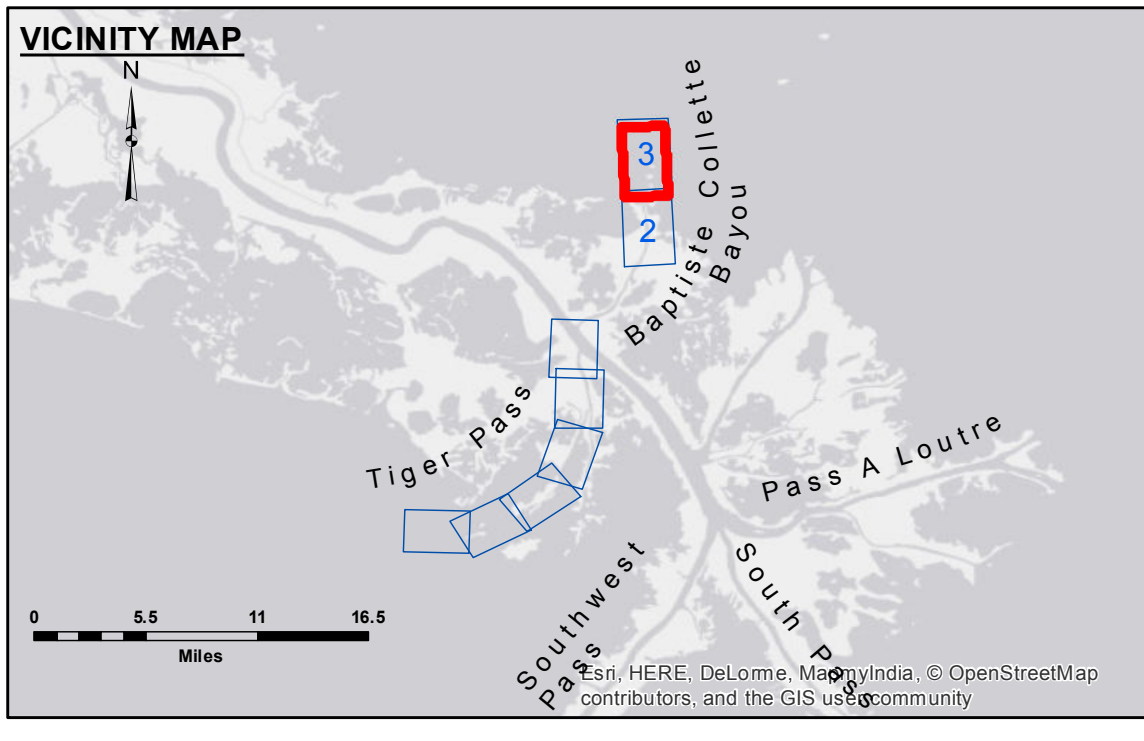 VICINITY MAP
N
3
2
Baptiste Collette
Bayou
Tiger Pass
Pass A Loutre
Southwest
Pass
South Pass
0 5.5 11 16.5
Miles
Esri, HERE, DeLorme, MapmyIndia, © OpenStreetMap
contributors, and the GIS user community